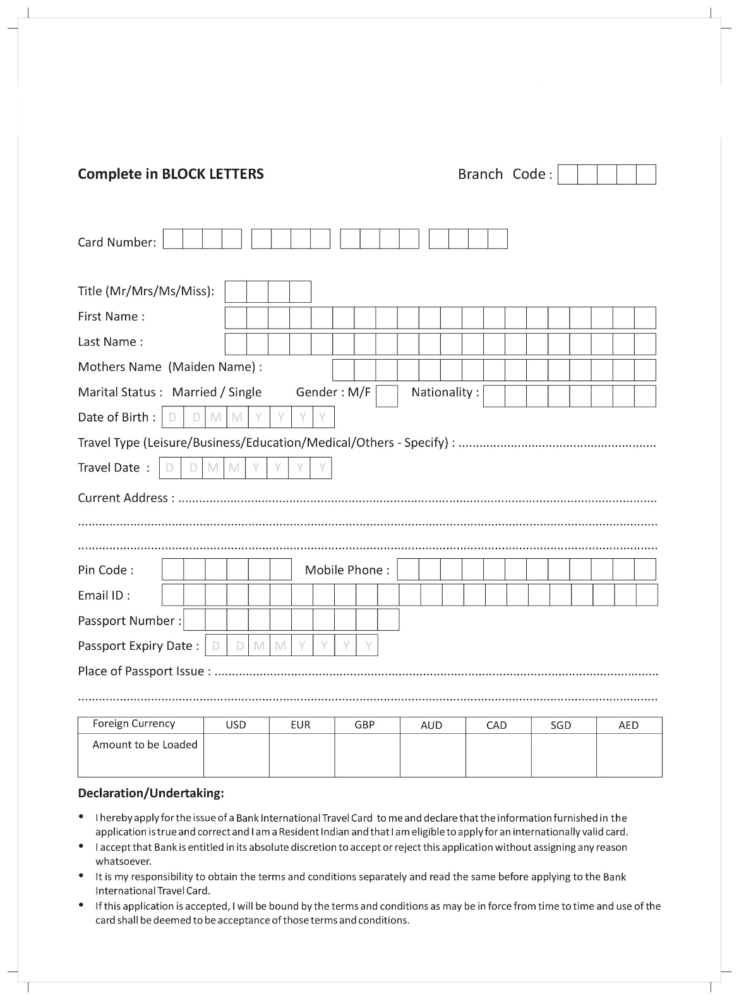 Complete in BLOCK LETTERS Branch Code :
Card Number:
Title (Mr/Mrs/Ms/Miss):
First Name :
Last Name :
Mothers Name (Maiden Name) :
Marital Status : Married / Single Gender : M/F Nationality :
Date of Birth : D D M M Y Y Y Y
Travel Type (Leisure/Business/Education/Medical/Others - Specify) : ........................................................
Travel Date : D D M M Y Y Y Y
Current Address : ........................................................
Pin Code : Mobile Phone :
Email ID :
Passport Number :
Passport Expiry Date : D D M M Y Y Y Y
Place of Passport Issue : ........................................................
Foreign Currency USD EUR GBP AUD CAD SGD AED
Amount to be Loaded
Declaration/Undertaking:
• I hereby apply for the issue of a Bank International Travel Card to me and declare that the information furnished in the
application is true and correct and I am a Resident Indian and that I am eligible to apply for an internationally valid card.
• I accept that Bank is entitled in its absolute discretion to accept or reject this application without assigning any reason
whatsoever.
• It is my responsibility to obtain the terms and conditions separately and read the same before applying to the Bank
International Travel Card.
• If this application is accepted, I will be bound by the terms and conditions as may be in force from time to time and use of the
card shall be deemed to be acceptance of those terms and conditions.